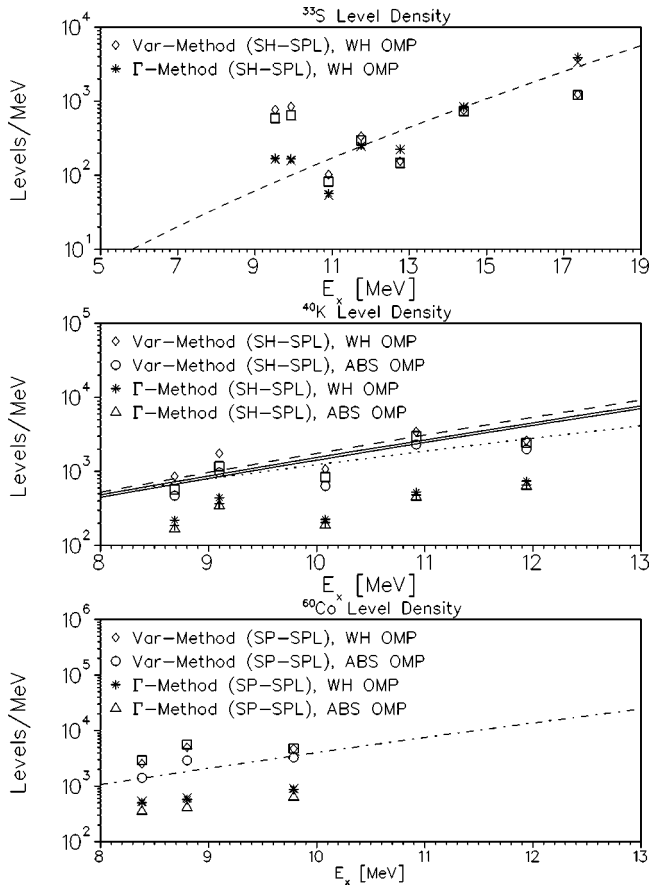 ³³S Level Density
10⁴
◇ Var-Method (SH-SPL), WH OMP
✳ Γ-Method (SH-SPL), WH OMP
10³
10²
10¹
Levels/MeV
5 7 9 11 13 15 17 19
Eₓ [MeV]
⁴⁰K Level Density
10⁵
◇ Var-Method (SH-SPL), WH OMP
○ Var-Method (SH-SPL), ABS OMP
✳ Γ-Method (SH-SPL), WH OMP
△ Γ-Method (SH-SPL), ABS OMP
10⁴
10³
10²
Levels/MeV
8 9 10 11 12 13
Eₓ [MeV]
⁶⁰Co Level Density
10⁶
◇ Var-Method (SP-SPL), WH OMP
○ Var-Method (SP-SPL), ABS OMP
✳ Γ-Method (SP-SPL), WH OMP
△ Γ-Method (SP-SPL), ABS OMP
10⁵
10⁴
10³
10²
Levels/MeV
8 9 10 11 12 13
Eₓ [MeV]